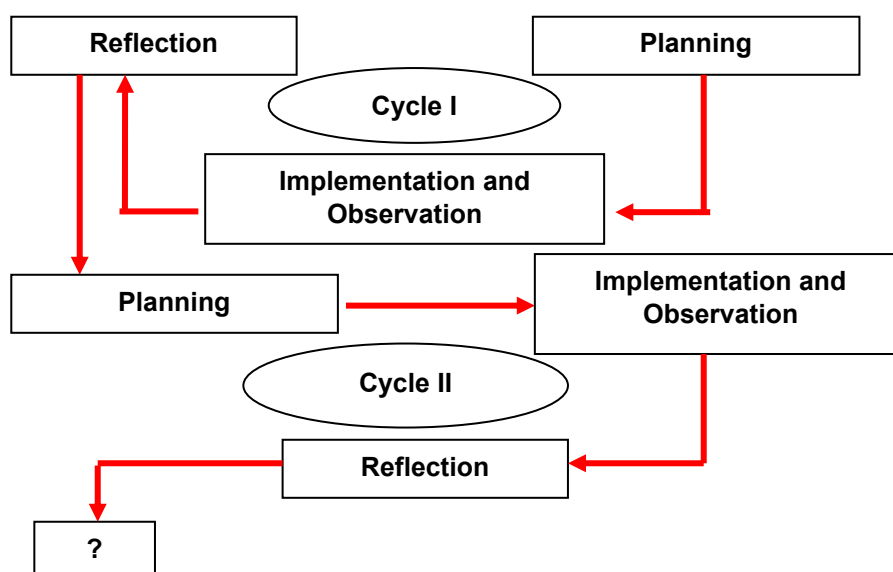 Reflection
Planning
Cycle I
Implementation and
Observation
Planning
Implementation and
Observation
Cycle II
Reflection
?